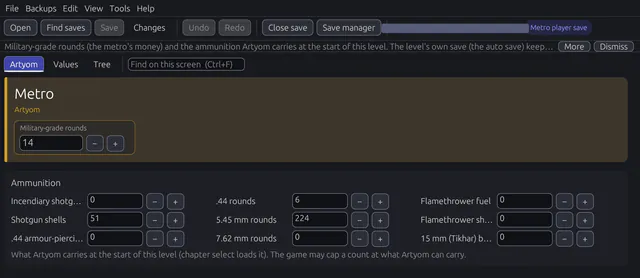 File Backups Edit View Tools Help
Open Find saves Save Changes Undo Redo Close save Save manager Metro player save
Military-grade rounds (the metro's money) and the ammunition Artyom carries at the start of this level. The level's own save (the auto save) keep... More Dismiss
Artyom Values Tree Find on this screen (Ctrl+F)
Metro
Artyom
Military-grade rounds
14 − +
Ammunition
Incendiary shotg... 0 − + .44 rounds 6 − + Flamethrower fuel 0 − +
Shotgun shells 51 − + 5.45 mm rounds 224 − + Flamethrower sh... 0 − +
.44 armour-pierci... 0 − + 7.62 mm rounds 0 − + 15 mm (Tikhar) b... 0 − +
What Artyom carries at the start of this level (chapter select loads it). The game may cap a count at what Artyom can carry.